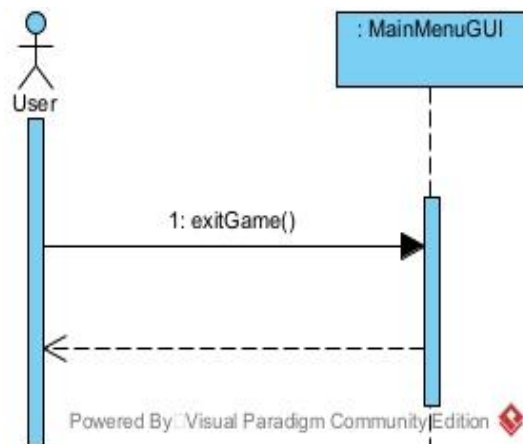 : MainMenuGUI
User
1: exitGame()
Powered By Visual Paradigm Community Edition